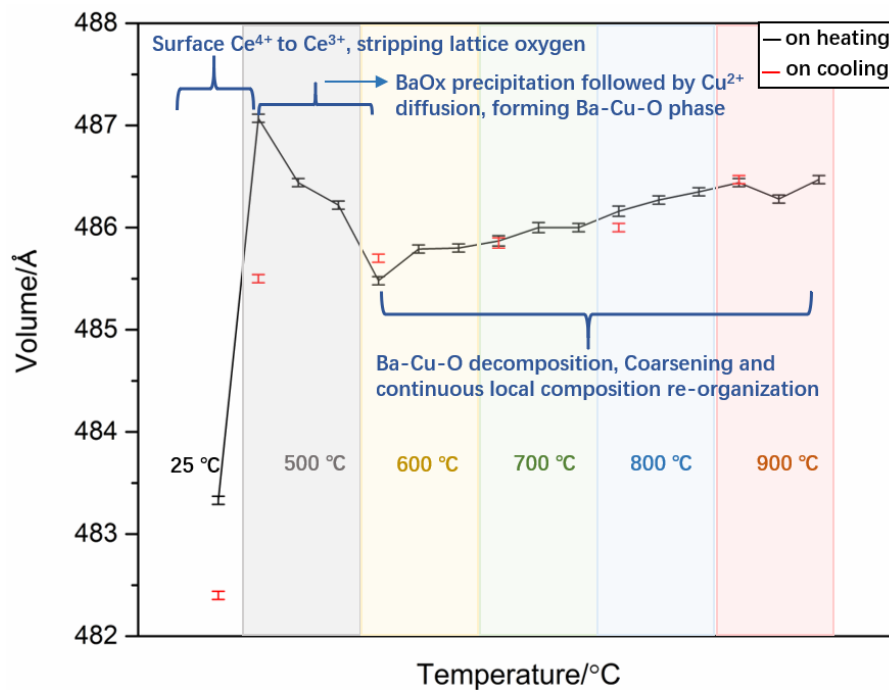 488
487
486
485
484
483
482
Volume/Å
Surface Ce⁴⁺ to Ce³⁺, stripping lattice oxygen
BaOx precipitation followed by Cu²⁺
diffusion, forming Ba-Cu-O phase
on heating
on cooling
Ba-Cu-O decomposition, Coarsening and
continuous local composition re-organization
25 ℃
500 ℃
600 ℃
700 ℃
800 ℃
900 ℃
Temperature/°C